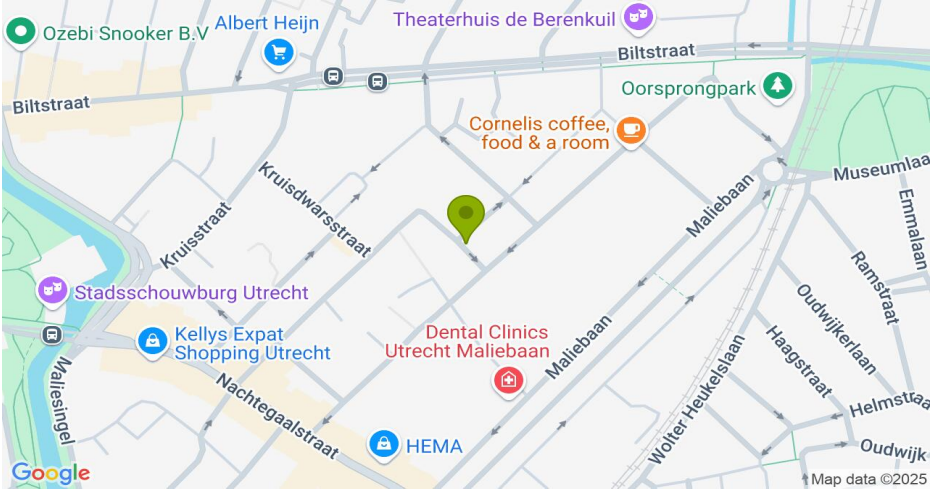 Theaterhuis de Berenkuil
Albert Heijn
Ozebi Snooker B.V
Biltstraat
Oorsprongpark
Biltstraat
Cornelis coffee,
food & a room
Museumlaa
Kruisdwarsstraat
Maliebaan
Emmalaan
Kruisstraat
Ramstraat
Stadsschouwburg Utrecht
Oudwijkerlaan
Kellys Expat
Shopping Utrecht
Dental Clinics
Utrecht Maliebaan
Maliebaan
Haagstraat
Maliesingel
Nachtegaalstraat
Wolter Heukelslaan
Helmstraa
HEMA
Oudwijk
Google
Map data ©2025